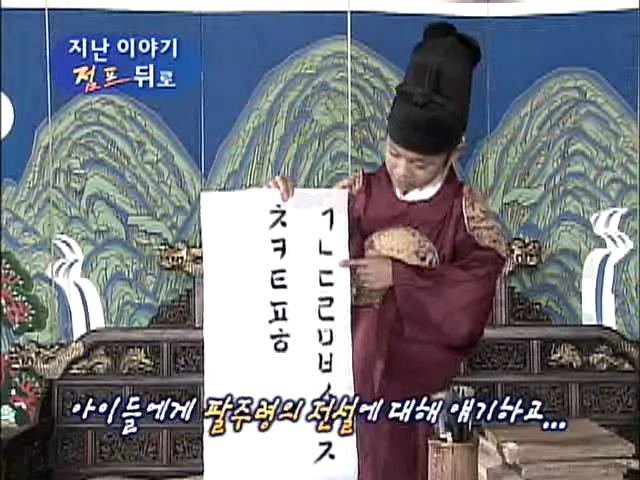 지난 이야기
점프 뒤로
ㄱㄴㄷㄹㅁㅂㅅㅈ
ㅊㅋㅌㅍㅎ
아이들에게 팔주령의 전설에 대해 얘기하고...